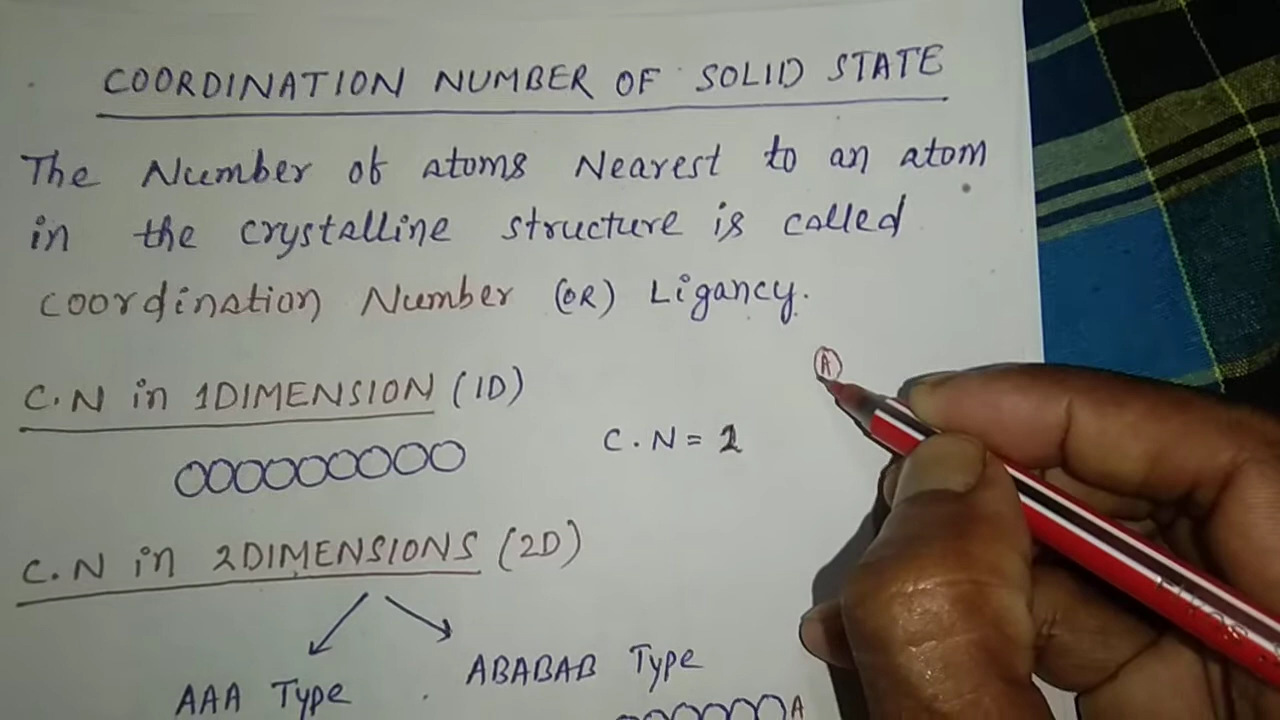 COORDINATION NUMBER OF SOLID STATE
The Number of atoms Nearest to an atom
in the crystalline structure is called
Coordination Number (OR) Ligancy.
A
C.N in 1DIMENSION (1D)
C.N = 2
C.N in 2DIMENSIONS (2D)
ABABAB Type
AAA Type
A